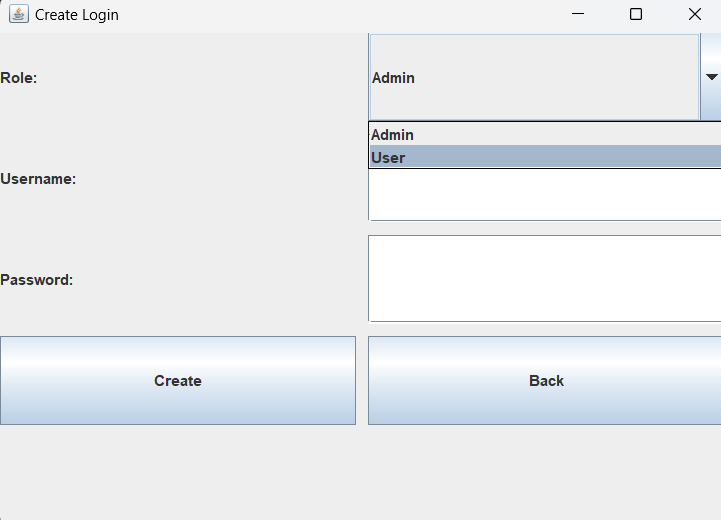 Create Login
Role:
Admin
Admin
User
Username:
Password:
Create
Back